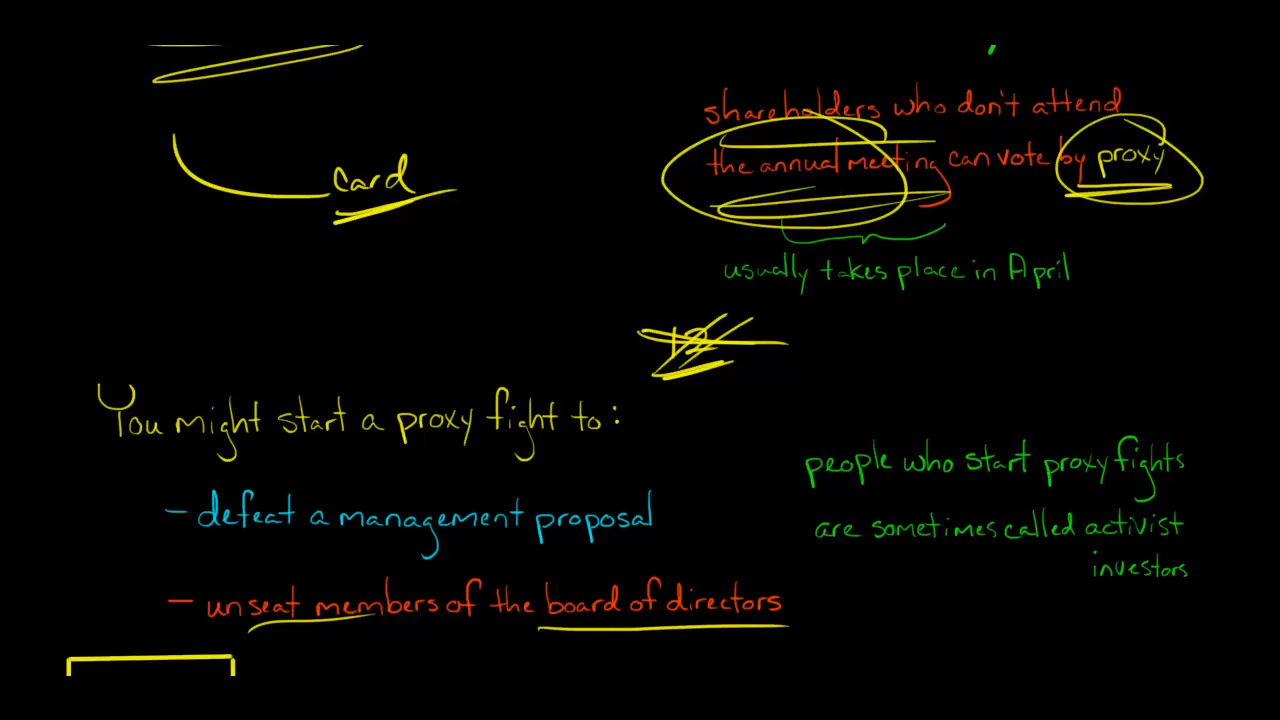 card
shareholders who don't attend
the annual meeting can vote by proxy
usually takes place in April
12
You might start a proxy fight to:
- defeat a management proposal
- unseat members of the board of directors
people who start proxy fights
are sometimes called activist
investors